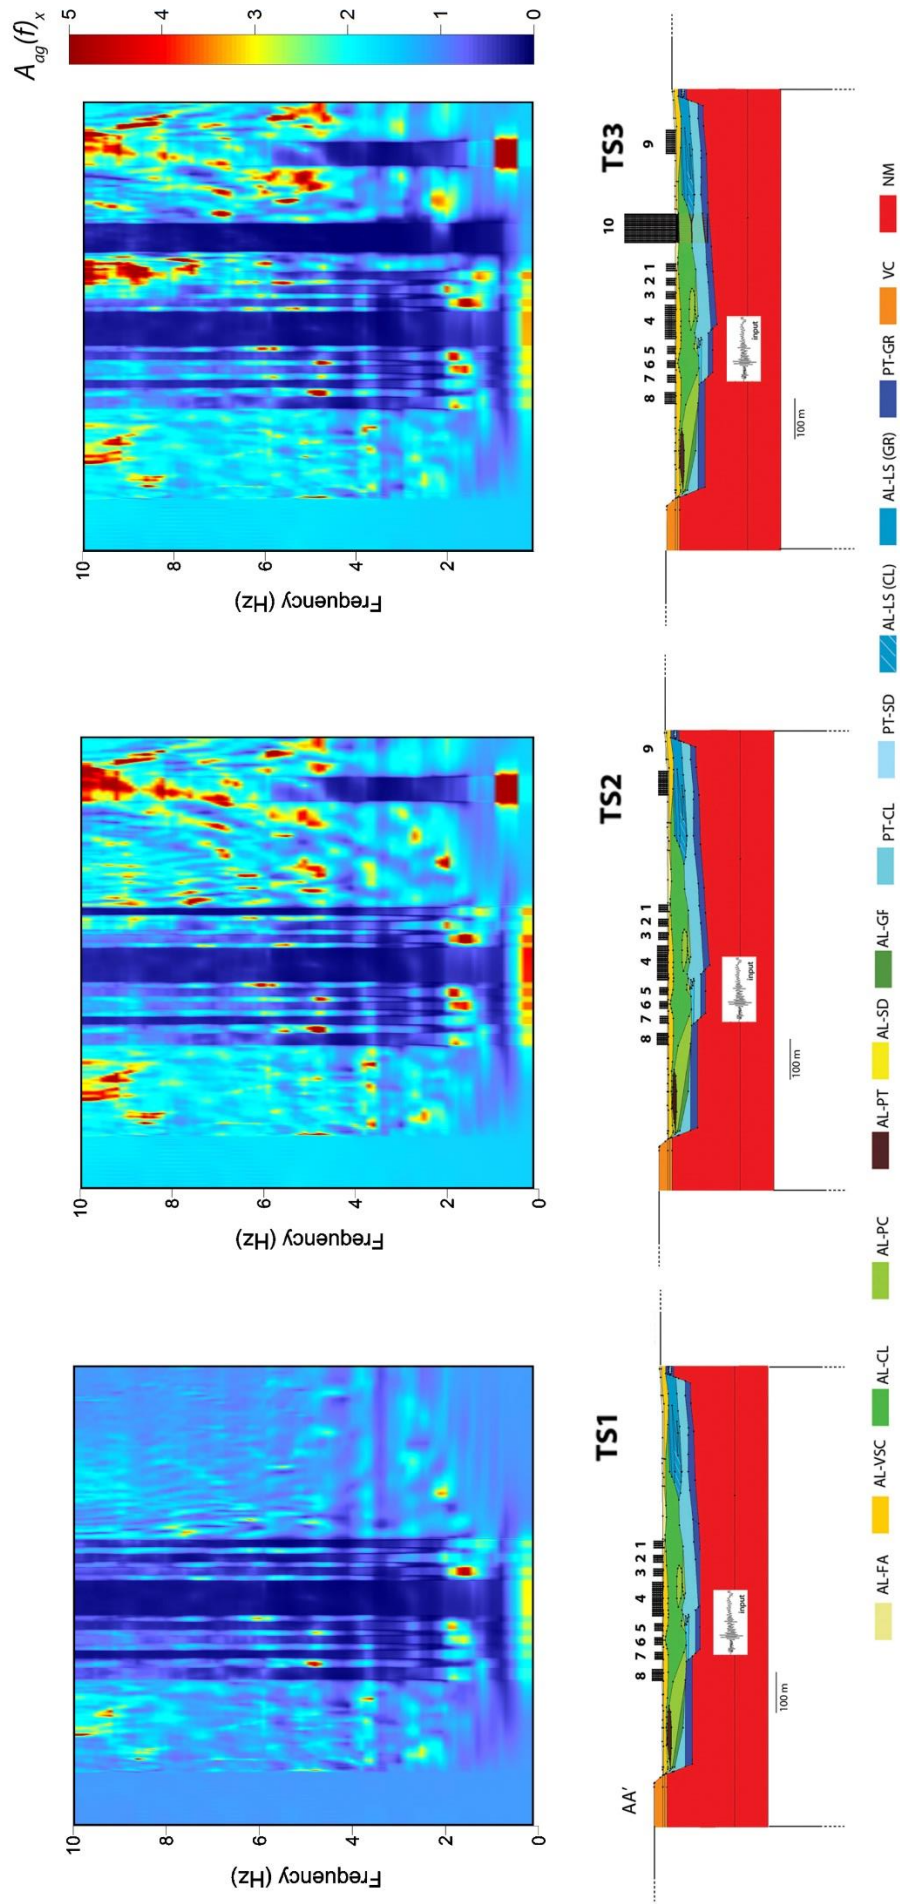 A_ag(f)_x
5
4
3
2
1
0
10
8
6
4
2
0
Frequency (Hz)
10
8
6
4
2
0
Frequency (Hz)
10
8
6
4
2
Frequency (Hz)
AA'
TS1
8 7 6 5 4 3 2 1
input
100 m
TS2
8 7 6 5 4 3 2 1 9
input
100 m
TS3
8 7 6 5 4 3 2 1 10 9
input
100 m
AL-FA AL-VSC AL-CL AL-PC AL-PT AL-SD AL-GF PT-CL PT-SD AL-LS (CL) AL-LS (GR) PT-GR VC NM